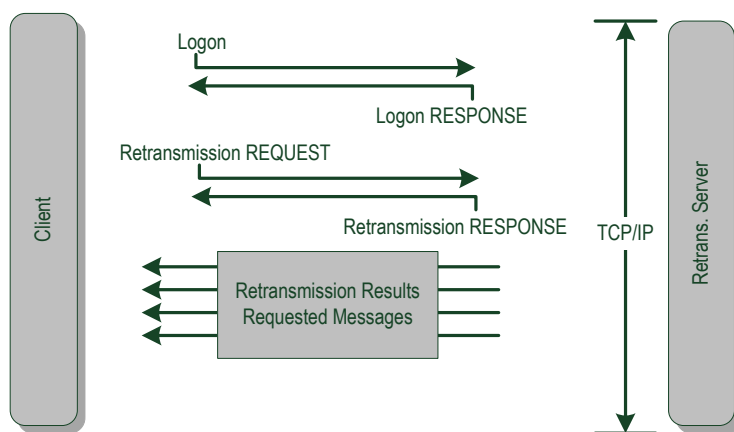 Logon
Logon RESPONSE
Retransmission REQUEST
Retransmission RESPONSE
Client
TCP/IP
Retrans. Server
Retransmission Results
Requested Messages